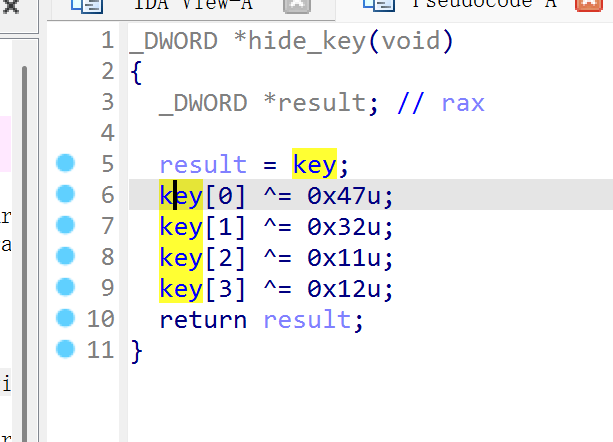 IDA View-A Pseudocode A
1 _DWORD *hide_key(void)
2 {
3 _DWORD *result; // rax
4
5 result = key;
6 key[0] ^= 0x47u;
7 key[1] ^= 0x32u;
8 key[2] ^= 0x11u;
9 key[3] ^= 0x12u;
10 return result;
11 }